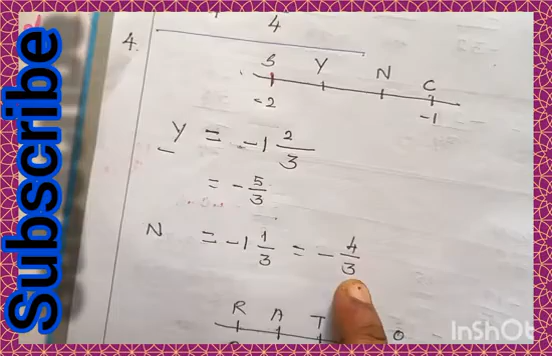 4
4.
S Y N C
-2 -1
Y = -1 2/3
= - 5/3
N = -1 1/3 = - 4/3
R A T O
Subscribe
InShOt